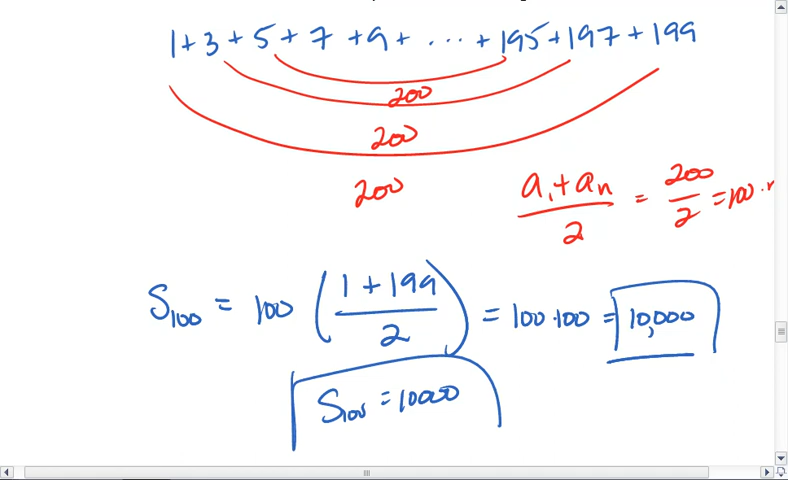 1 + 3 + 5 + 7 + 9 + ... + 195 + 197 + 199
200
200
200
a₁ + aₙ / 2 = 200 / 2 = 100 ·
S₁₀₀ = 100 ( 1 + 199 / 2 ) = 100 · 100 = 10,000
S₁₀₀ = 10000